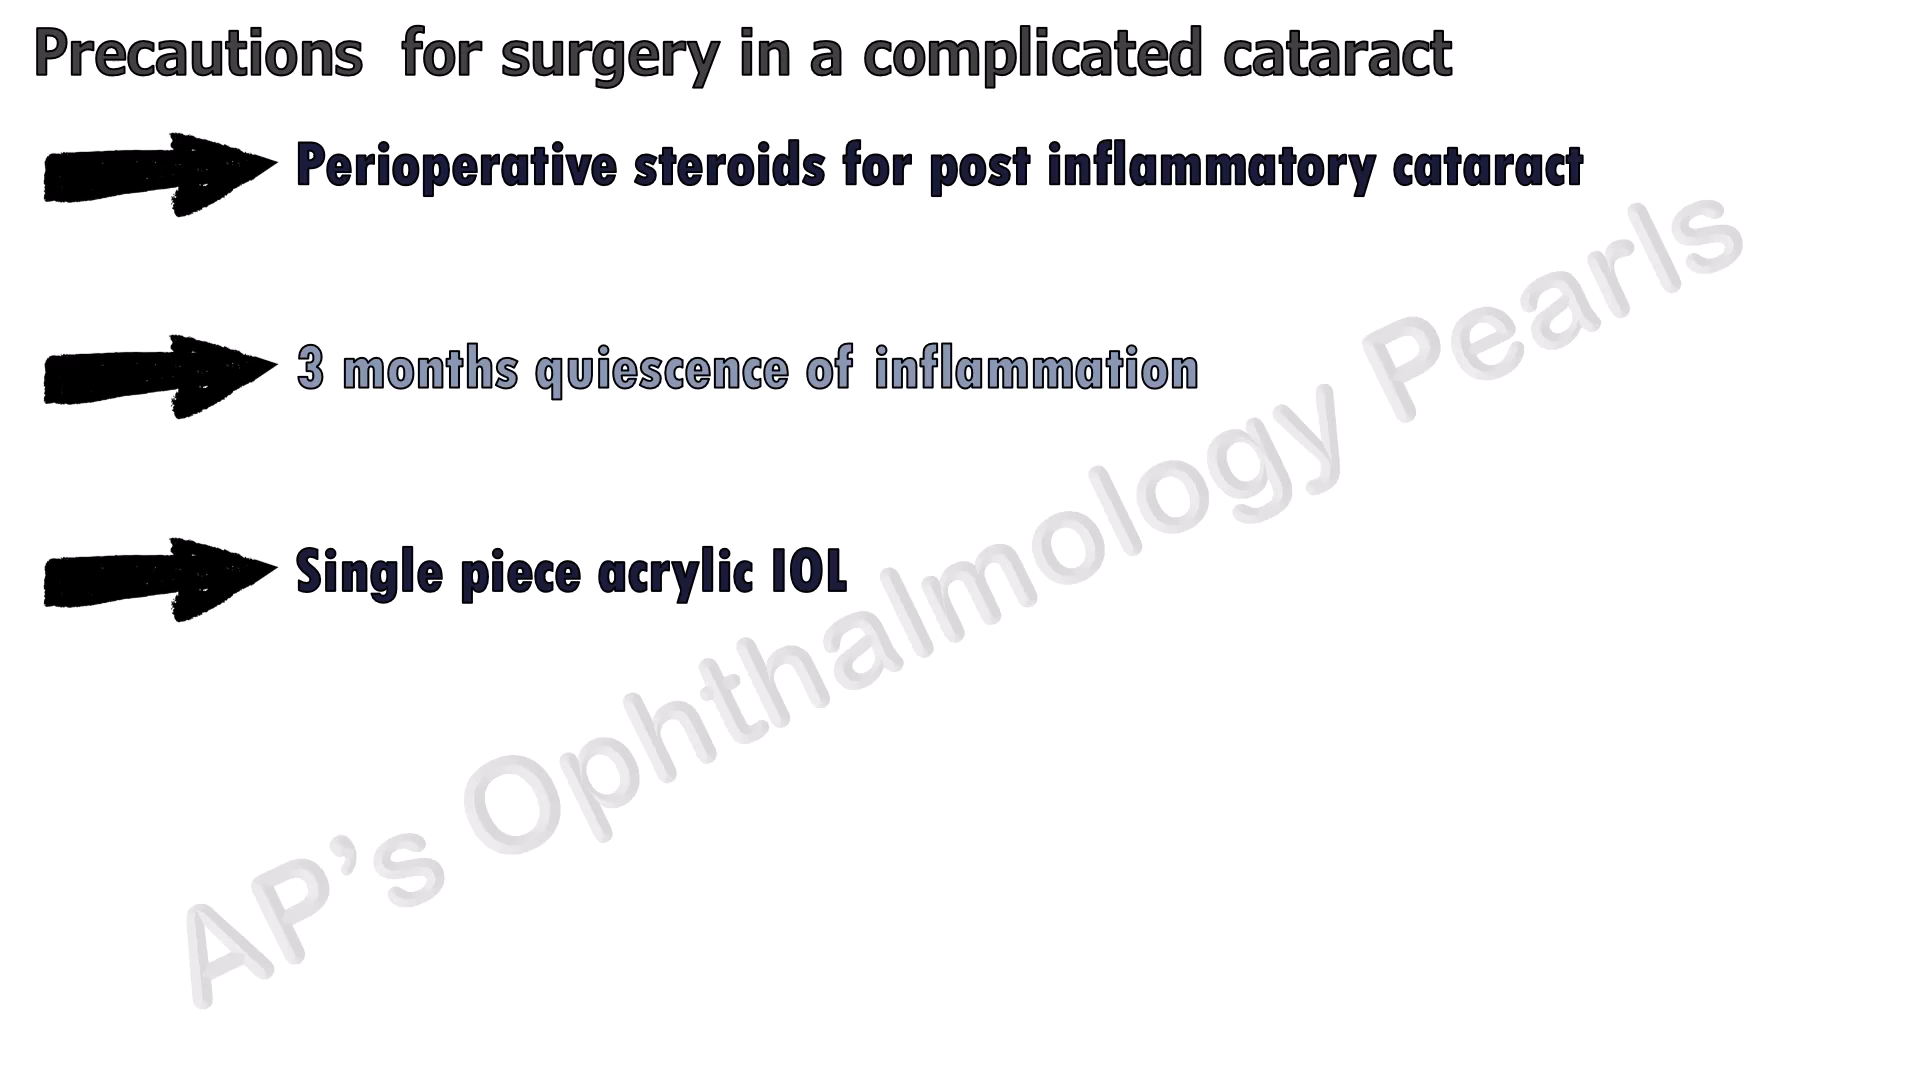 Precautions  for surgery in a complicated cataract
Perioperative steroids for post inflammatory cataract
3 months quiescence of inflammation
Single piece acrylic IOL
AP’s Ophthalmology Pearls